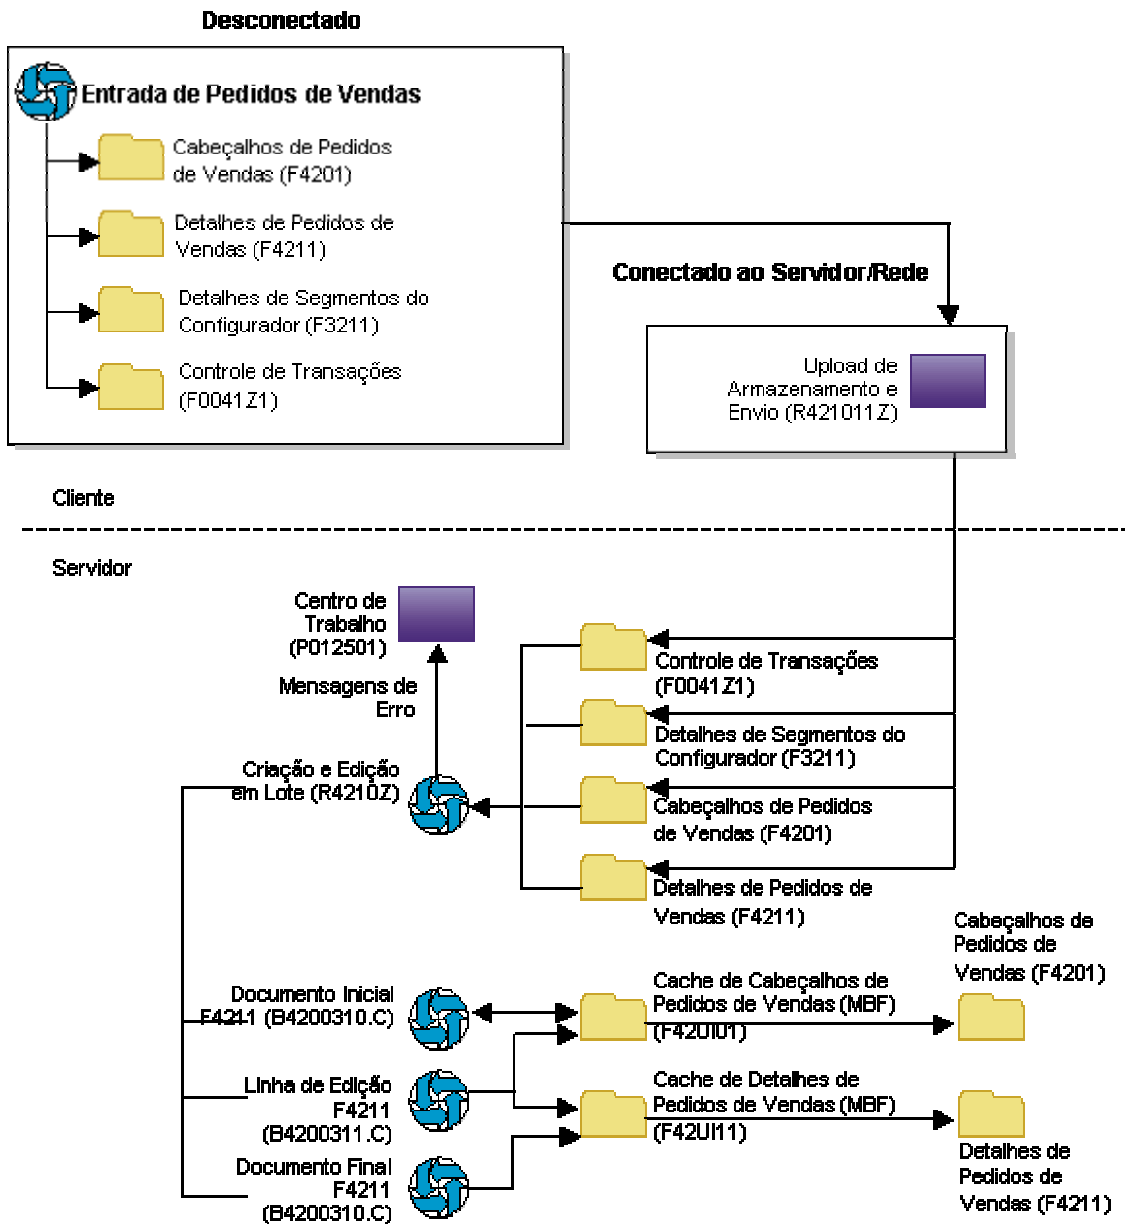 Desconectado
Entrada de Pedidos de Vendas
Cabeçalhos de Pedidos
de Vendas (F4201)
Detalhes de Pedidos de
Vendas (F4211)
Detalhes de Segmentos do
Configurador (F3211)
Controle de Transações
(F0041Z1)
Conectado ao Servidor/Rede
Upload de
Armazenamento e
Envio (R421011Z)
Cliente
Servidor
Centro de
Trabalho
(P012501)
Mensagens de
Erro
Controle de Transações
(F0041Z1)
Detalhes de Segmentos do
Configurador (F3211)
Criação e Edição
em Lote (R4210Z)
Cabeçalhos de Pedidos
de Vendas (F4201)
Detalhes de Pedidos de
Vendas (F4211)
Cabeçalhos de
Pedidos de
Vendas (F4201)
Documento Inicial
F4211 (B4200310.C)
Cache de Cabeçalhos de
Pedidos de Vendas (MBF)
(F42UI01)
Linha de Edição
F4211
(B4200311.C)
Cache de Detalhes de
Pedidos de Vendas (MBF)
(F42UI11)
Documento Final
F4211
(B4200310.C)
Detalhes de
Pedidos de
Vendas (F4211)